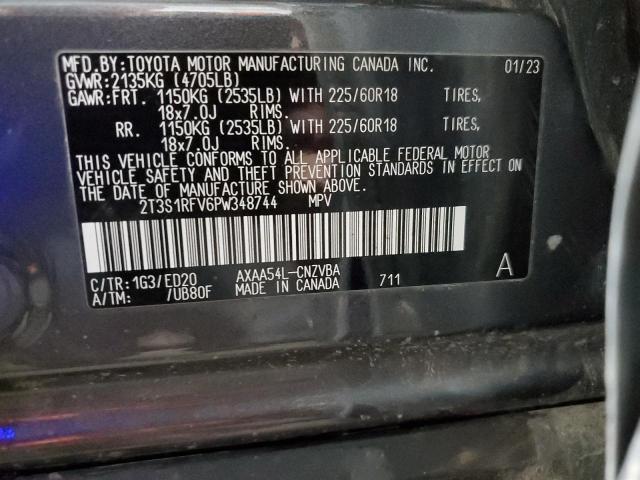 MFD.BY:TOYOTA MOTOR MANUFACTURING CANADA INC. 01/23
GVWR:2135KG (4705LB)
GAWR:FRT. 1150KG (2535LB) WITH 225/60R18 TIRES,
18x7.0J RIMS.
RR. 1150KG (2535LB) WITH 225/60R18 TIRES,
18x7.0J RIMS.
THIS VEHICLE CONFORMS TO ALL APPLICABLE FEDERAL MOTOR
VEHICLE SAFETY AND THEFT PREVENTION STANDARDS IN EFFECT ON
THE DATE OF MANUFACTURE SHOWN ABOVE.
2T3S1RFV6PW348744 MPV
C/TR:1G3/ED20 AXAA54L-CNZVBA A
A/TM: /UB80F MADE IN CANADA 711